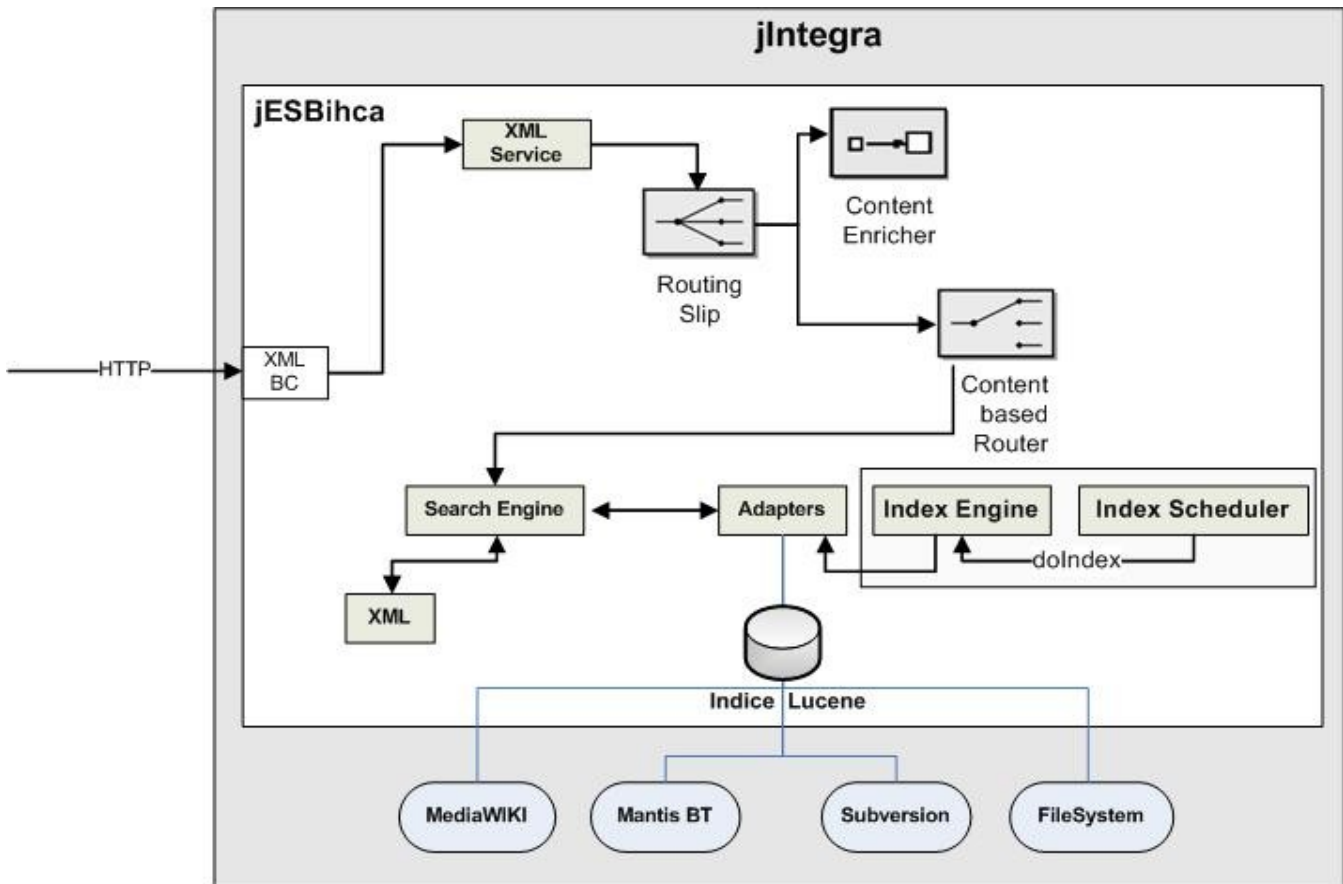 jIntegra
jESBihca
XML
Service
Content
Enricher
Routing
Slip
HTTP
XML
BC
Content
based
Router
Search Engine
Adapters
Index Engine
Index Scheduler
doIndex
XML
Indice Lucene
MediaWIKI
Mantis BT
Subversion
FileSystem